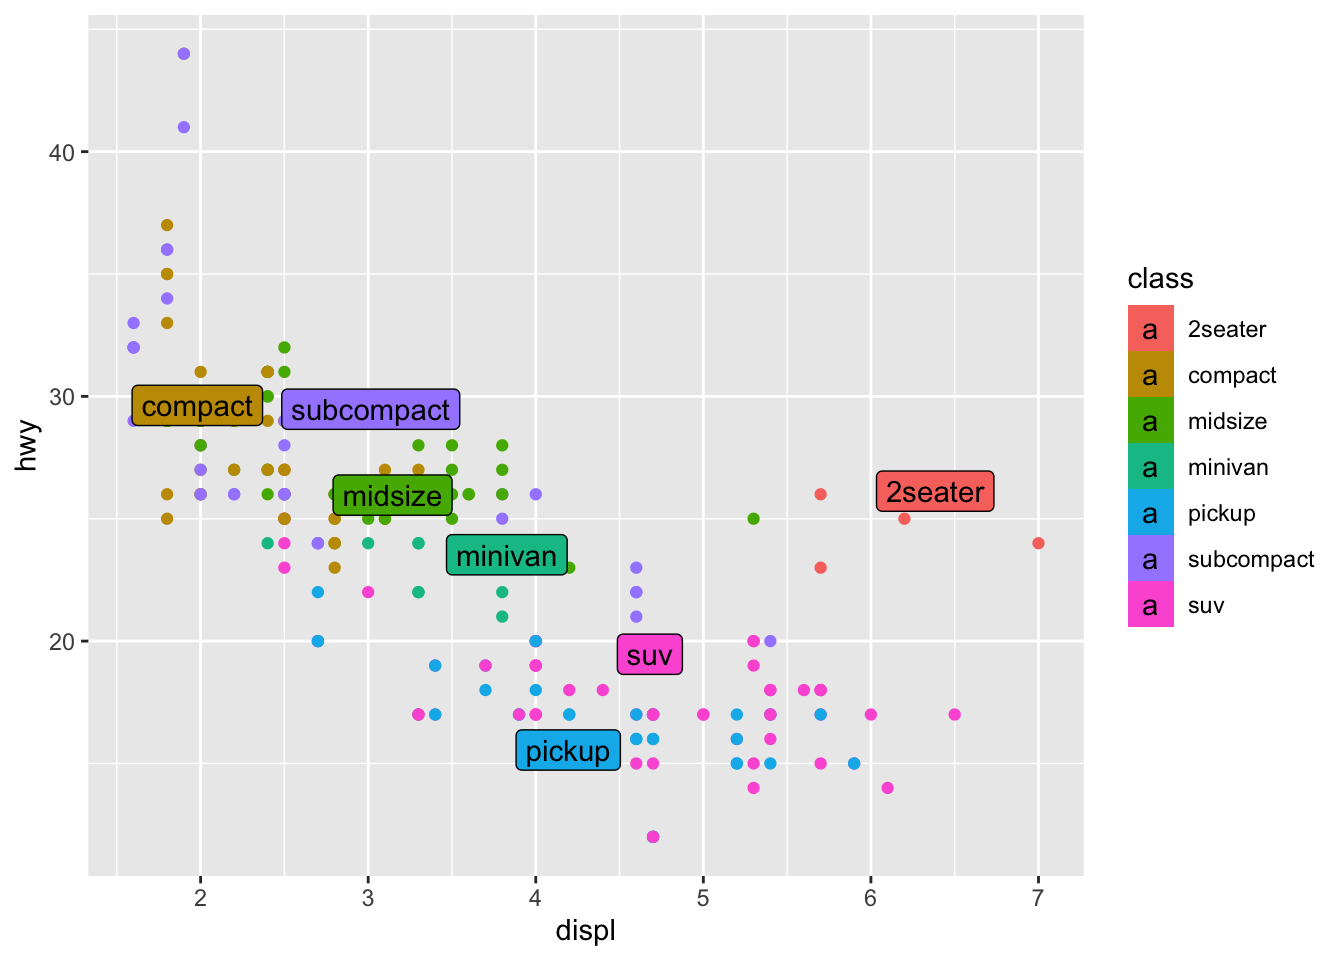 40
30
20
hwy
compact
subcompact
midsize
2seater
minivan
suv
pickup
2 3 4 5 6 7
displ
class
a 2seater
a compact
a midsize
a minivan
a pickup
a subcompact
a suv